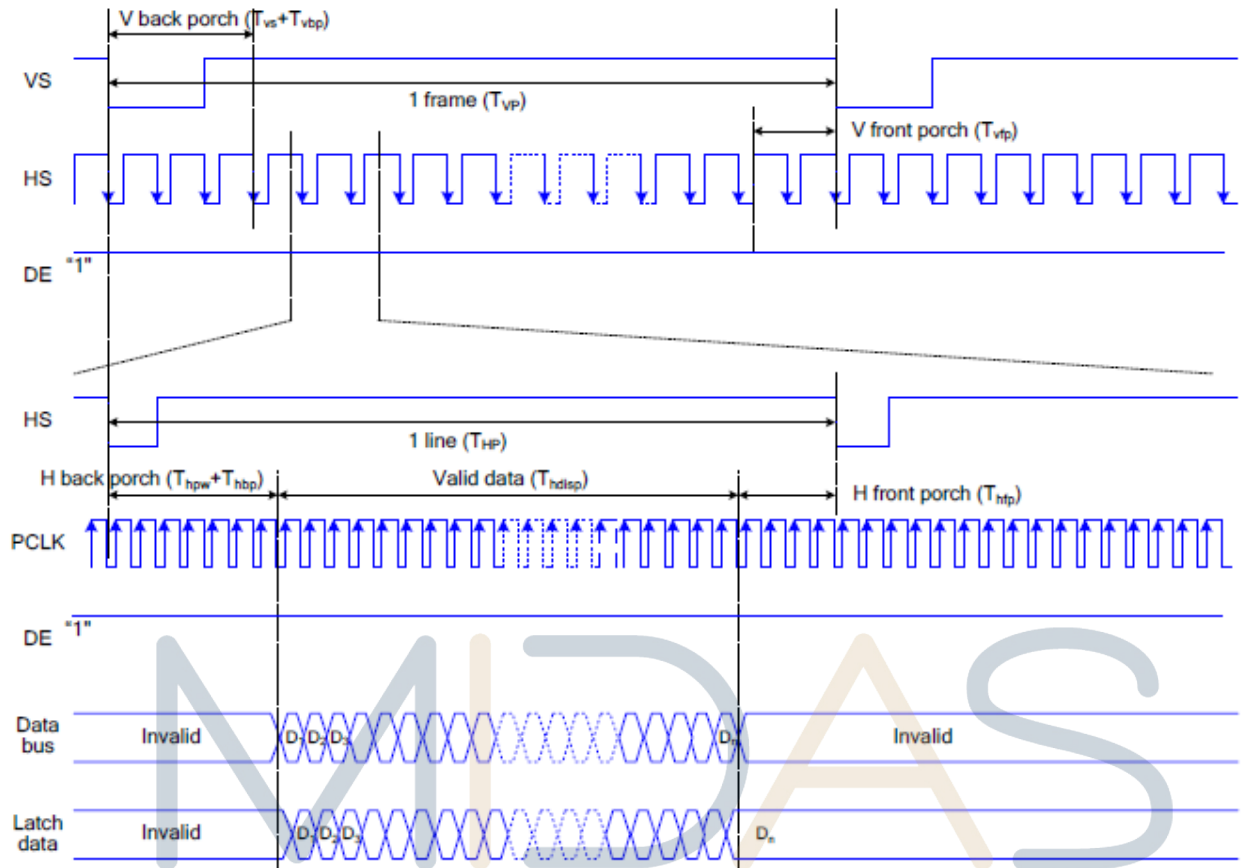 V back porch (Tvs+Tvbp)
VS
1 frame (TVP)
V front porch (Tvfp)
HS
DE "1"
HS
1 line (THP)
H back porch (Thpw+Thbp)
Valid data (Thdisp)
H front porch (Thfp)
PCLK
DE "1"
Data
bus
Invalid
D1 D2 D3
Dn
Invalid
Latch
data
Invalid
D1 D2 D3
Dn
MIDAS